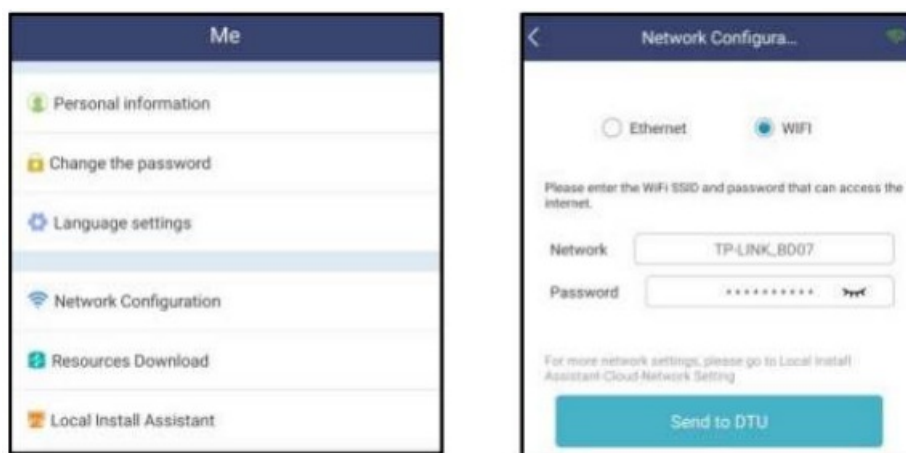 Me
Personal information
Change the password
Language settings
Network Configuration
Resources Download
Local Install Assistant
Network Configura...
Ethernet
WIFI
Please enter the WiFi SSID and password that can access the
internet.
Network TP-LINK_BD07
Password **********
For more network settings, please go to Local Install
Assistant-Cloud-Network Setting
Send to DTU